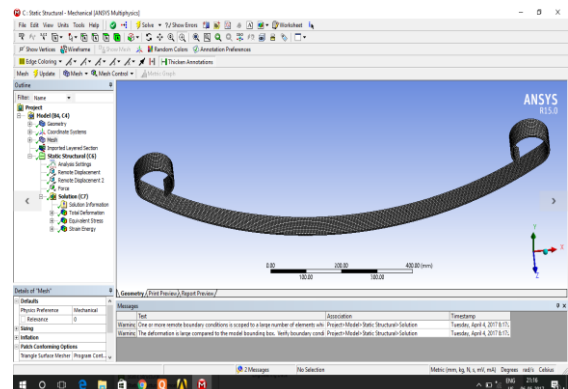 C : Static Structural - Mechanical [ANSYS Multiphysics]
File Edit View Units Tools Help Solve ?/ Show Errors Worksheet
Show Vertices Wireframe Show Mesh Random Colors Annotation Preferences
Edge Coloring Thicken Annotations
Mesh Update Mesh Mesh Control Metric Graph
Outline
Filter: Name
Project
Model (B4, C4)
Geometry
Coordinate Systems
Mesh
Imported Layered Section
Static Structural (C6)
Analysis Settings
Remote Displacement
Remote Displacement 2
Force
Solution (C7)
Solution Information
Total Deformation
Equivalent Stress
Strain Energy
ANSYS
R15.0
0.00 200.00 400.00 (mm)
100.00 300.00
Y
X
Z
Details of "Mesh"
Defaults
Physics Preference Mechanical
Relevance 0
Sizing
Inflation
Patch Conforming Options
Triangle Surface Mesher Program Cont...
Geometry Print Preview Report Preview
Messages
Text Association Timestamp
Warning One or more remote boundary conditions is scoped to a large number of elements Project>Model>Static Structural>Solution Tuesday, April 4, 2017
Warning The deformation is large compared to the model bounding box. Verify boundary condi Project>Model>Static Structural>Solution Tuesday, April 4, 2017
2 Messages No Selection Metric (mm, kg, N, s, mV, mA) Degrees rad/s Celsius
ENG 21:16